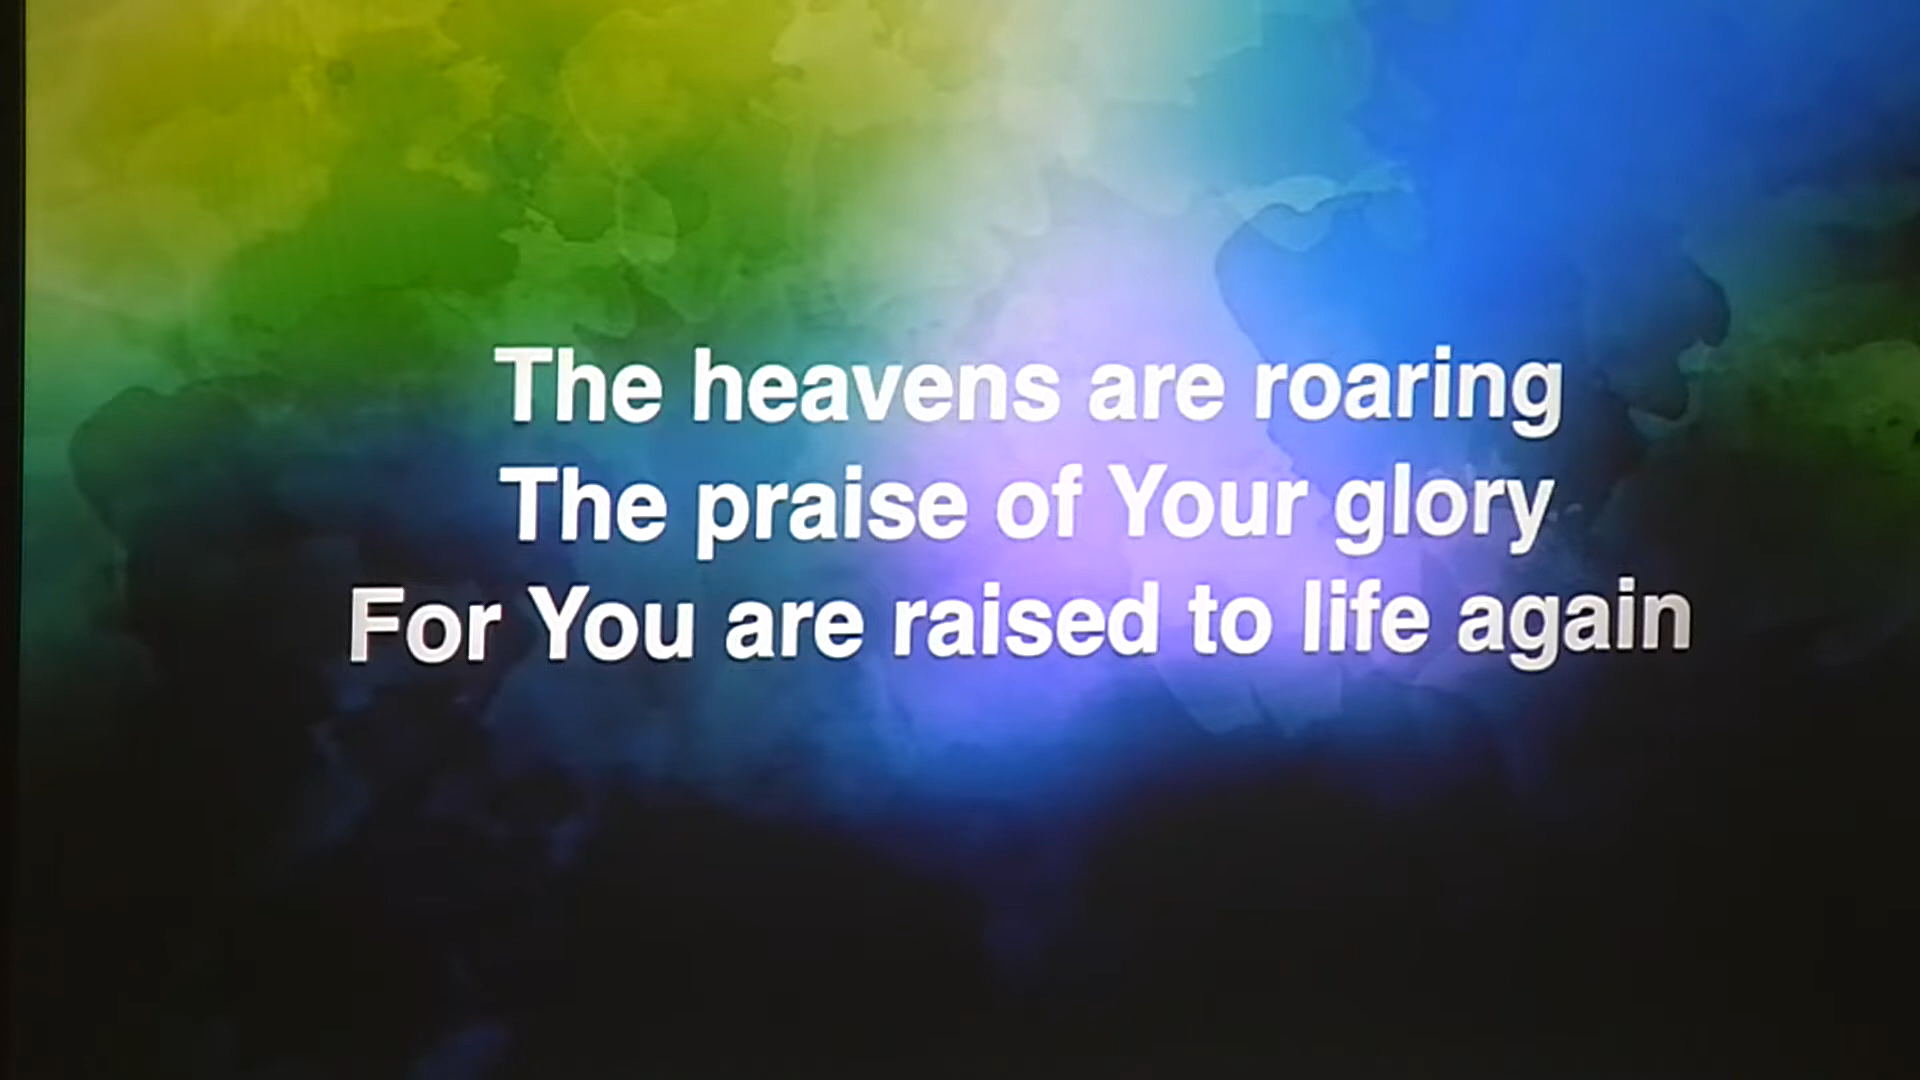 The heavens are roaring
The praise of Your glory
For You are raised to life again